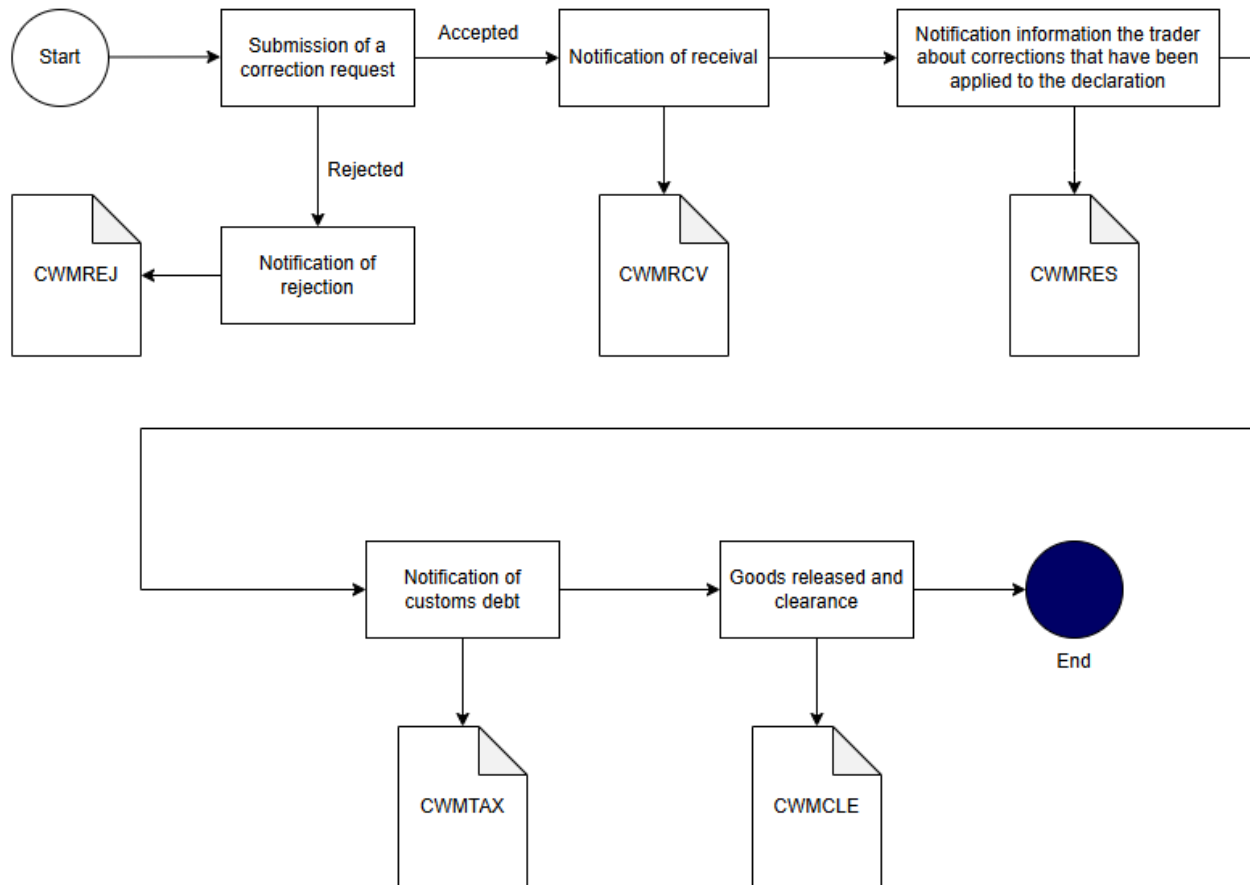 Start
Submission of a
correction request
Accepted
Notification of receival
Notification information the trader
about corrections that have been
applied to the declaration
Rejected
CWMREJ
Notification of
rejection
CWMRCV
CWMRES
Notification of
customs debt
Goods released and
clearance
End
CWMTAX
CWMCLE